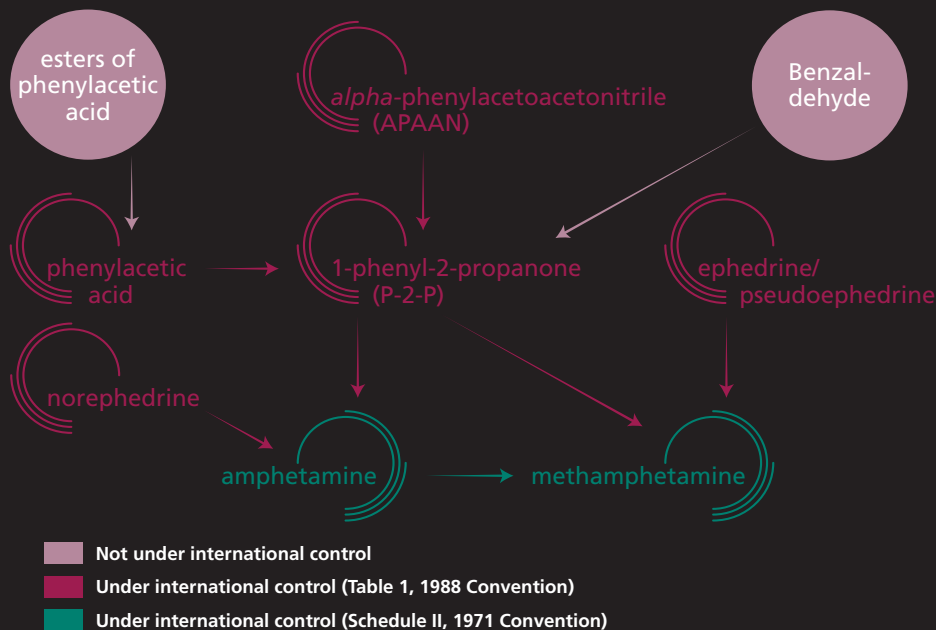 esters of
phenylacetic
acid
alpha-phenylacetoacetonitrile
(APAAN)
Benzal-
dehyde
phenylacetic
acid
1-phenyl-2-propanone
(P-2-P)
ephedrine/
pseudoephedrine
norephedrine
amphetamine
methamphetamine
Not under international control
Under international control (Table 1, 1988 Convention)
Under international control (Schedule II, 1971 Convention)